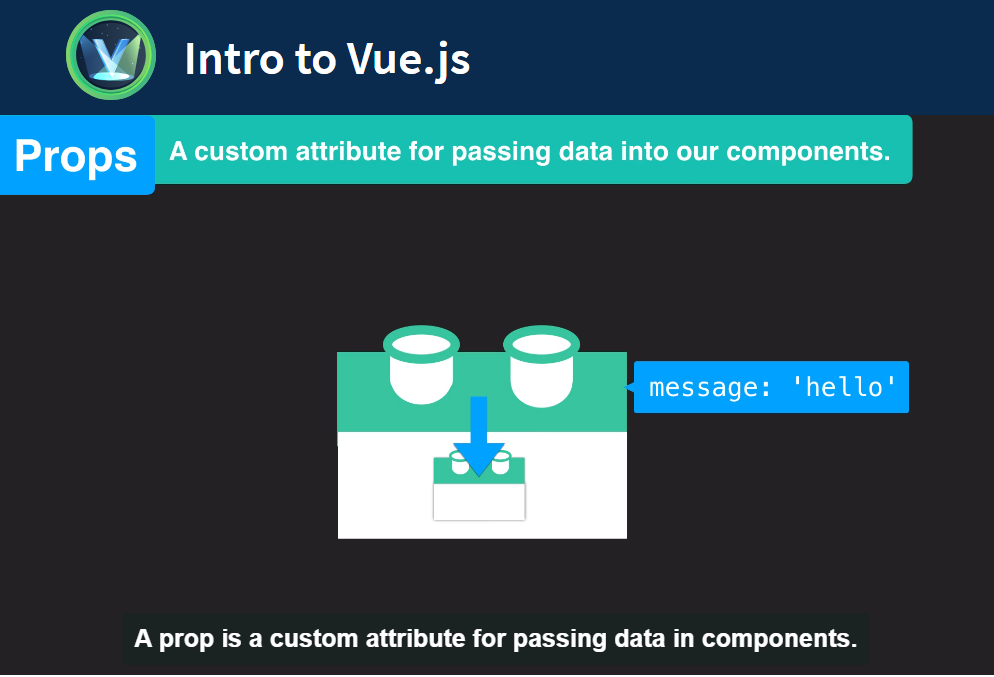 Intro to Vue.js
Props
A custom attribute for passing data into our components.
message: 'hello'
A prop is a custom attribute for passing data in components.